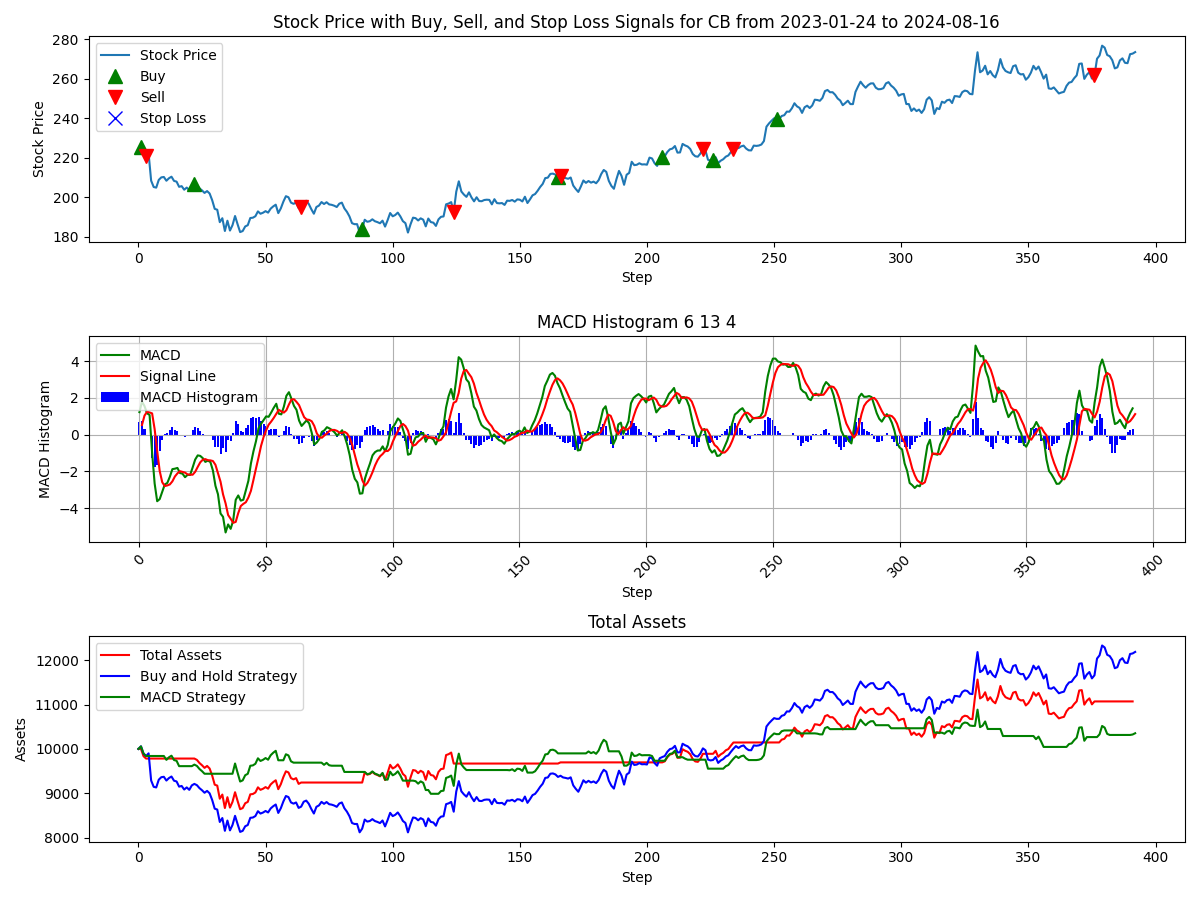 Stock Price with Buy, Sell, and Stop Loss Signals for CB from 2023-01-24 to 2024-08-16
280
260
240
220
200
180
Stock Price
Stock Price
Buy
Sell
Stop Loss
0 50 100 150 200 250 300 350 400
Step
MACD Histogram 6 13 4
4
2
0
−2
−4
MACD Histogram
MACD
Signal Line
MACD Histogram
0 50 100 150 200 250 300 350 400
Step
Total Assets
12000
11000
10000
9000
8000
Assets
Total Assets
Buy and Hold Strategy
MACD Strategy
0 50 100 150 200 250 300 350 400
Step